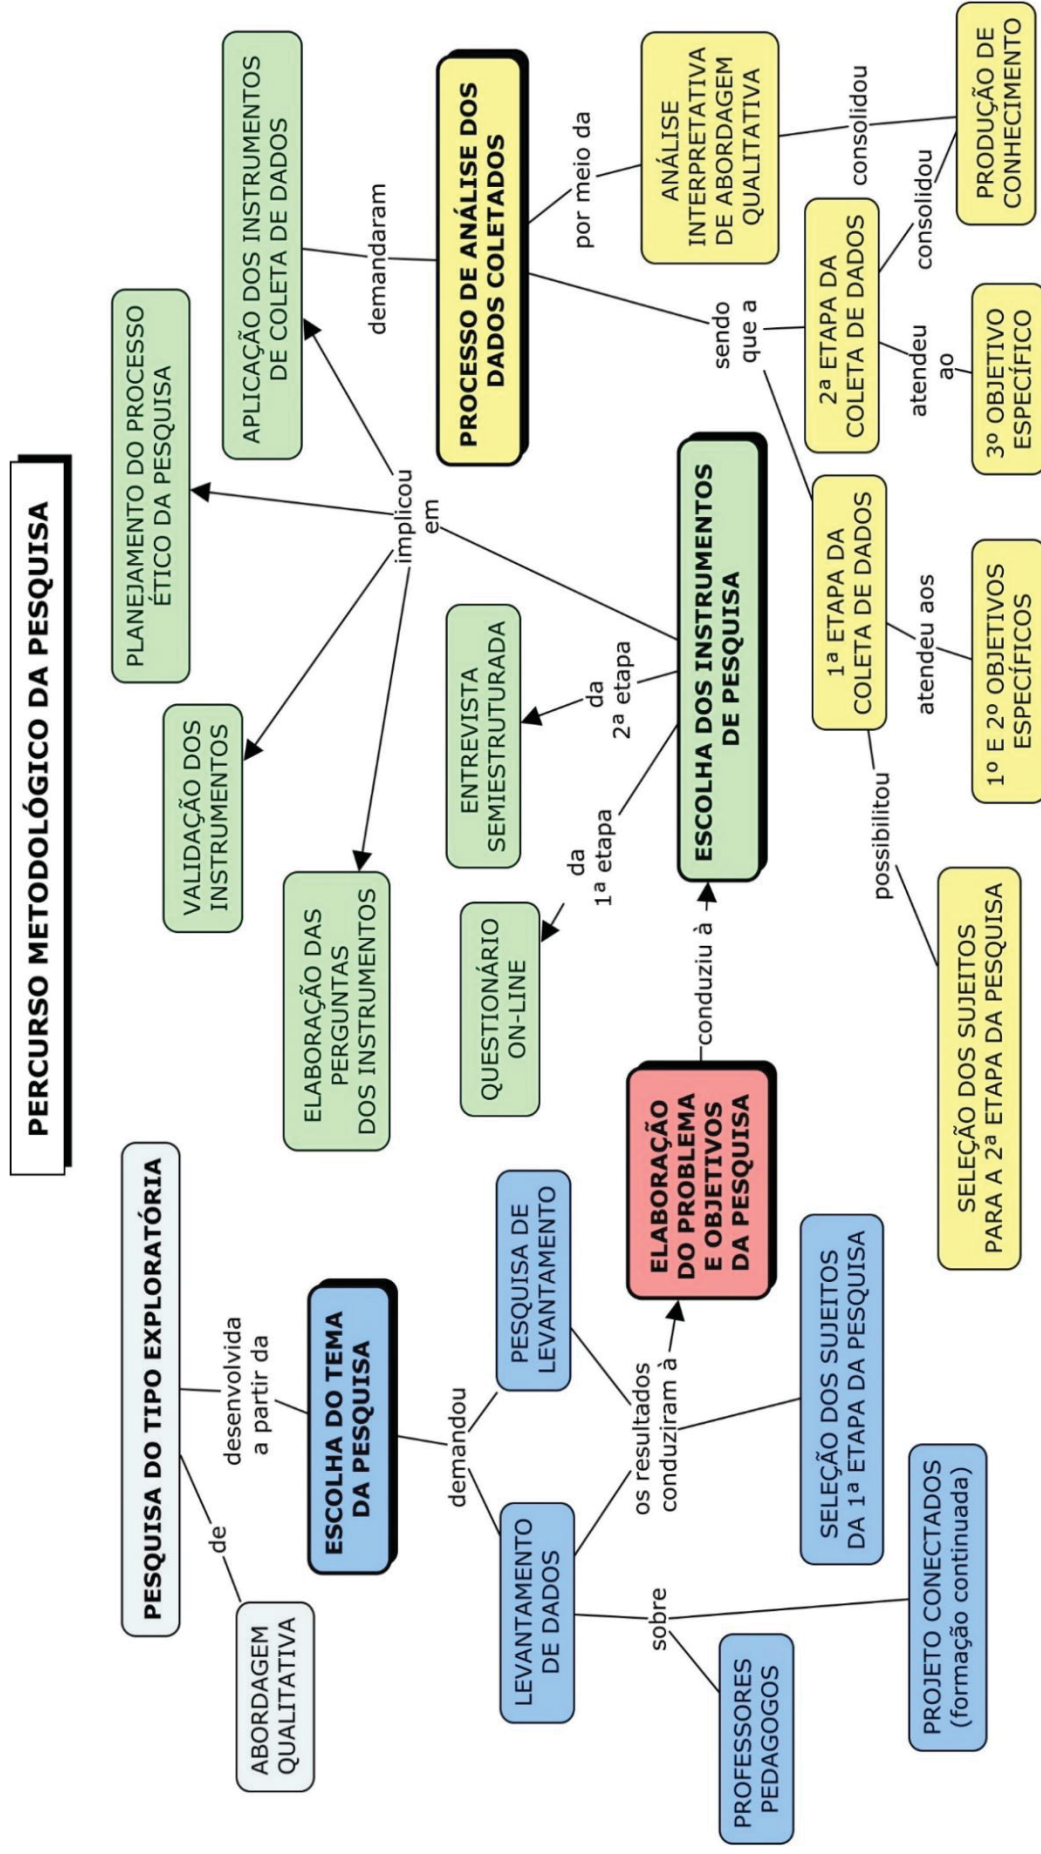 PERCURSO METODOLÓGICO DA PESQUISA
PESQUISA DO TIPO EXPLORATÓRIA
de
ABORDAGEM
QUALITATIVA
desenvolvida
a partir da
ESCOLHA DO TEMA
DA PESQUISA
demandou
LEVANTAMENTO
DE DADOS
PESQUISA DE
LEVANTAMENTO
sobre
PROFESSORES
PEDAGOGOS
PROJETO CONECTADOS
(formação continuada)
os resultados
conduziram à
SELEÇÃO DOS SUJEITOS
DA 1ª ETAPA DA PESQUISA
ELABORAÇÃO
DO PROBLEMA
E OBJETIVOS
DA PESQUISA
conduziu à
ESCOLHA DOS INSTRUMENTOS
DE PESQUISA
da
1ª etapa
QUESTIONÁRIO
ON-LINE
da
2ª etapa
ENTREVISTA
SEMIESTRUTURADA
implicou
em
ELABORAÇÃO DAS
PERGUNTAS
DOS INSTRUMENTOS
VALIDAÇÃO DOS
INSTRUMENTOS
PLANEJAMENTO DO PROCESSO
ÉTICO DA PESQUISA
APLICAÇÃO DOS INSTRUMENTOS
DE COLETA DE DADOS
demandaram
PROCESSO DE ANÁLISE DOS
DADOS COLETADOS
sendo
que a
por meio da
ANÁLISE
INTERPRETATIVA
DE ABORDAGEM
QUALITATIVA
1ª ETAPA DA
COLETA DE DADOS
2ª ETAPA DA
COLETA DE DADOS
possibilitou
SELEÇÃO DOS SUJEITOS
PARA A 2ª ETAPA DA PESQUISA
atendeu aos
1º E 2º OBJETIVOS
ESPECÍFICOS
atendeu
ao
3º OBJETIVO
ESPECÍFICO
consolidou
consolidou
PRODUÇÃO DE
CONHECIMENTO